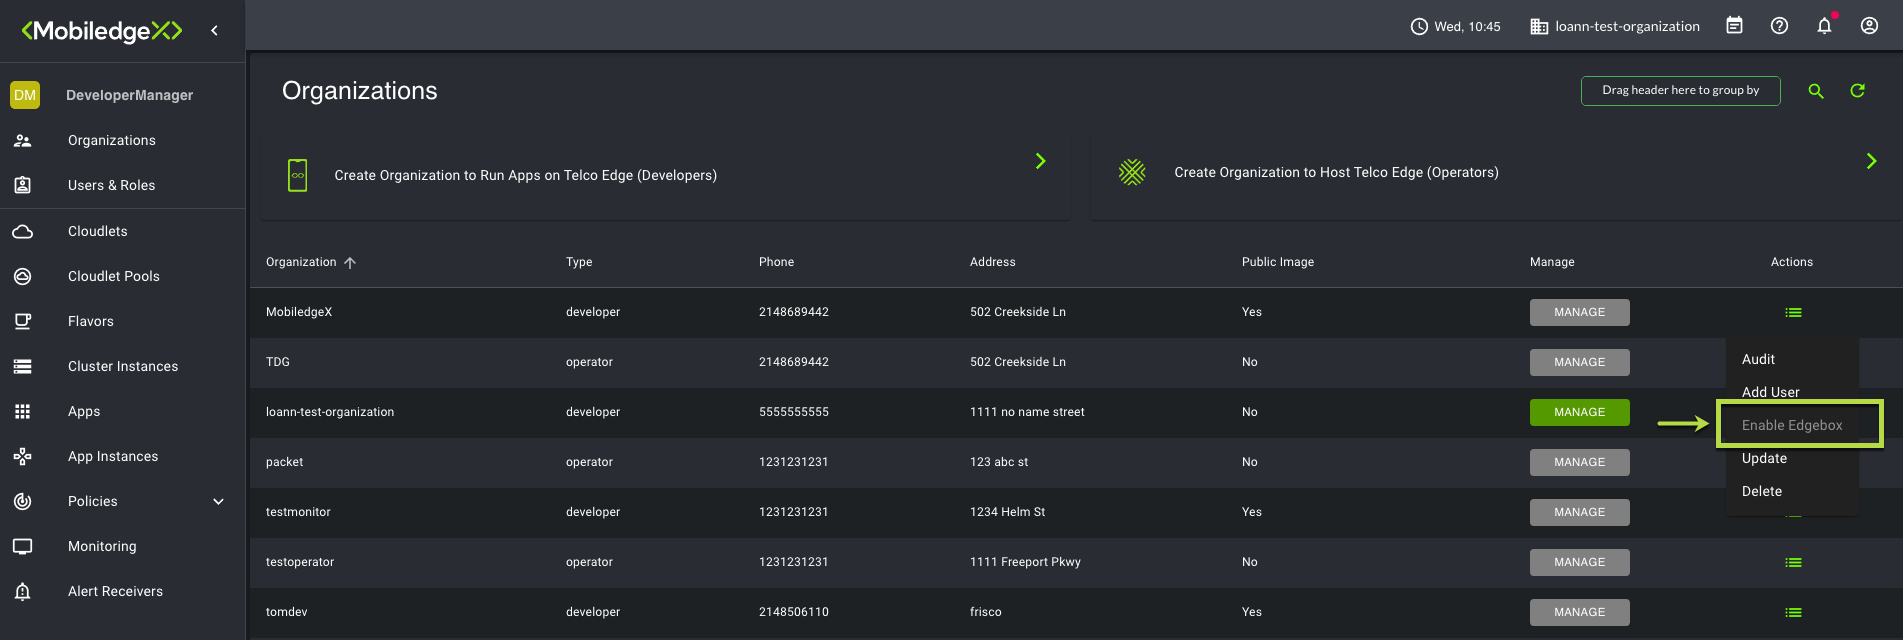 MobiledgeX
Wed, 10:45
loann-test-organization
DM
DeveloperManager
Organizations
Users & Roles
Cloudlets
Cloudlet Pools
Flavors
Cluster Instances
Apps
App Instances
Policies
Monitoring
Alert Receivers
Organizations
Drag header here to group by
Create Organization to Run Apps on Telco Edge (Developers)
Create Organization to Host Telco Edge (Operators)
Organization Type Phone Address Public Image Manage Actions
MobiledgeX developer 2148689442 502 Creekside Ln Yes MANAGE
TDG operator 2148689442 502 Creekside Ln No MANAGE
loann-test-organization developer 5555555555 1111 no name street No MANAGE
packet operator 1231231231 123 abc st No MANAGE
testmonitor developer 1231231231 1234 Helm St Yes MANAGE
testoperator operator 1231231231 1111 Freeport Pkwy No MANAGE
tomdev developer 2148506110 frisco Yes MANAGE
Audit
Add User
Enable Edgebox
Update
Delete